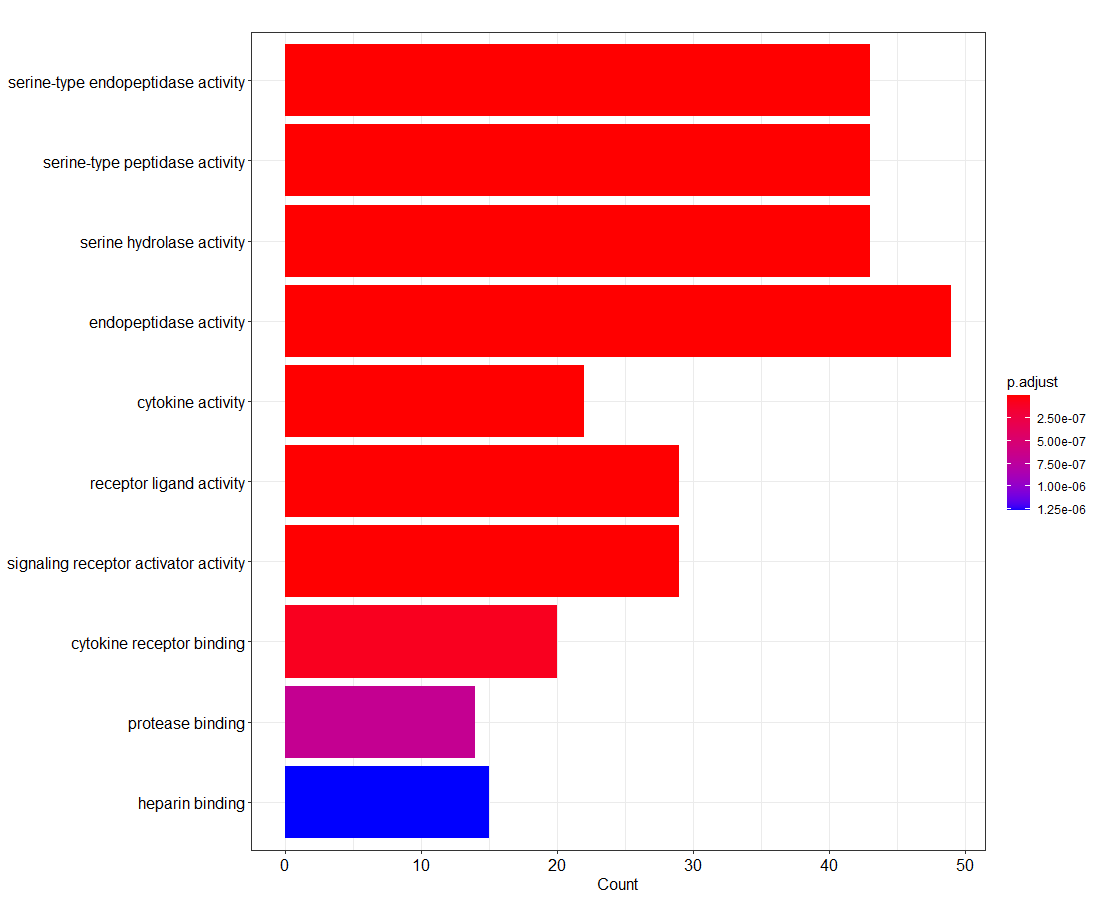 serine-type endopeptidase activity
serine-type peptidase activity
serine hydrolase activity
endopeptidase activity
cytokine activity
receptor ligand activity
signaling receptor activator activity
cytokine receptor binding
protease binding
heparin binding
0 10 20 30 40 50
Count
p.adjust
2.50e-07
5.00e-07
7.50e-07
1.00e-06
1.25e-06